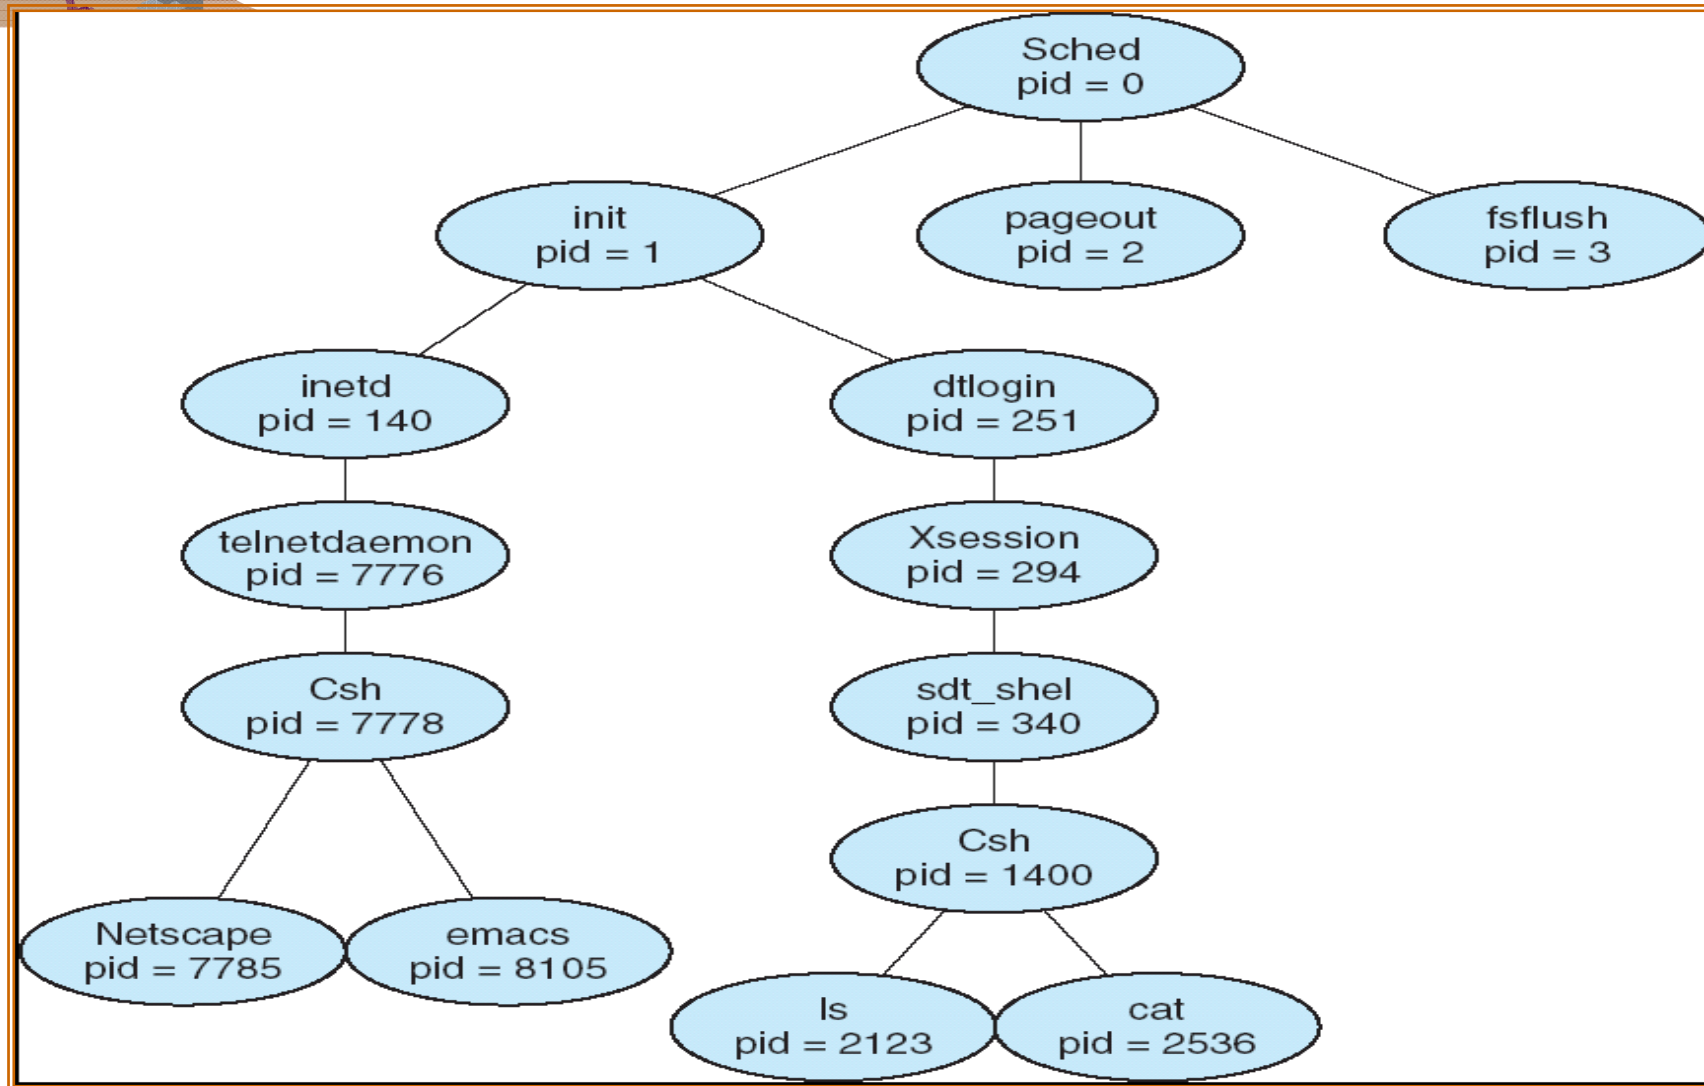 Sched
pid = 0
init
pid = 1
pageout
pid = 2
fsflush
pid = 3
inetd
pid = 140
dtlogin
pid = 251
telnetdaemon
pid = 7776
Xsession
pid = 294
Csh
pid = 7778
sdt_shel
pid = 340
Csh
pid = 1400
Netscape
pid = 7785
emacs
pid = 8105
ls
pid = 2123
cat
pid = 2536